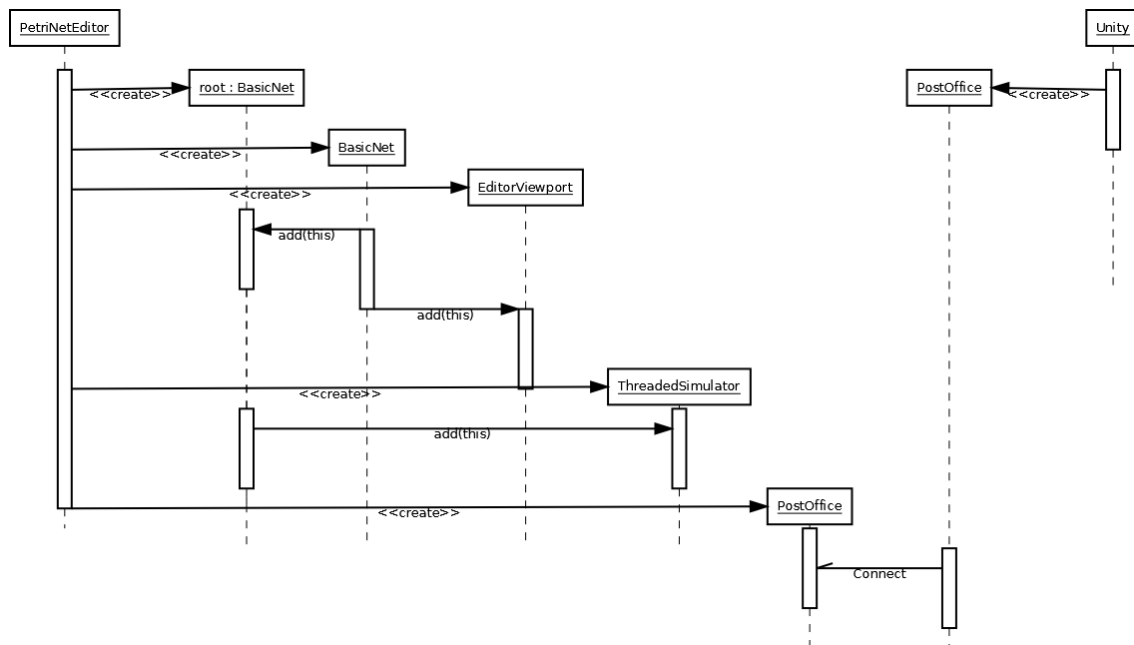 PetriNetEditor
Unity
root : BasicNet
PostOffice
<<create>>
<<create>>
BasicNet
<<create>>
EditorViewport
<<create>>
add(this)
add(this)
ThreadedSimulator
<<create>>
add(this)
PostOffice
<<create>>
Connect